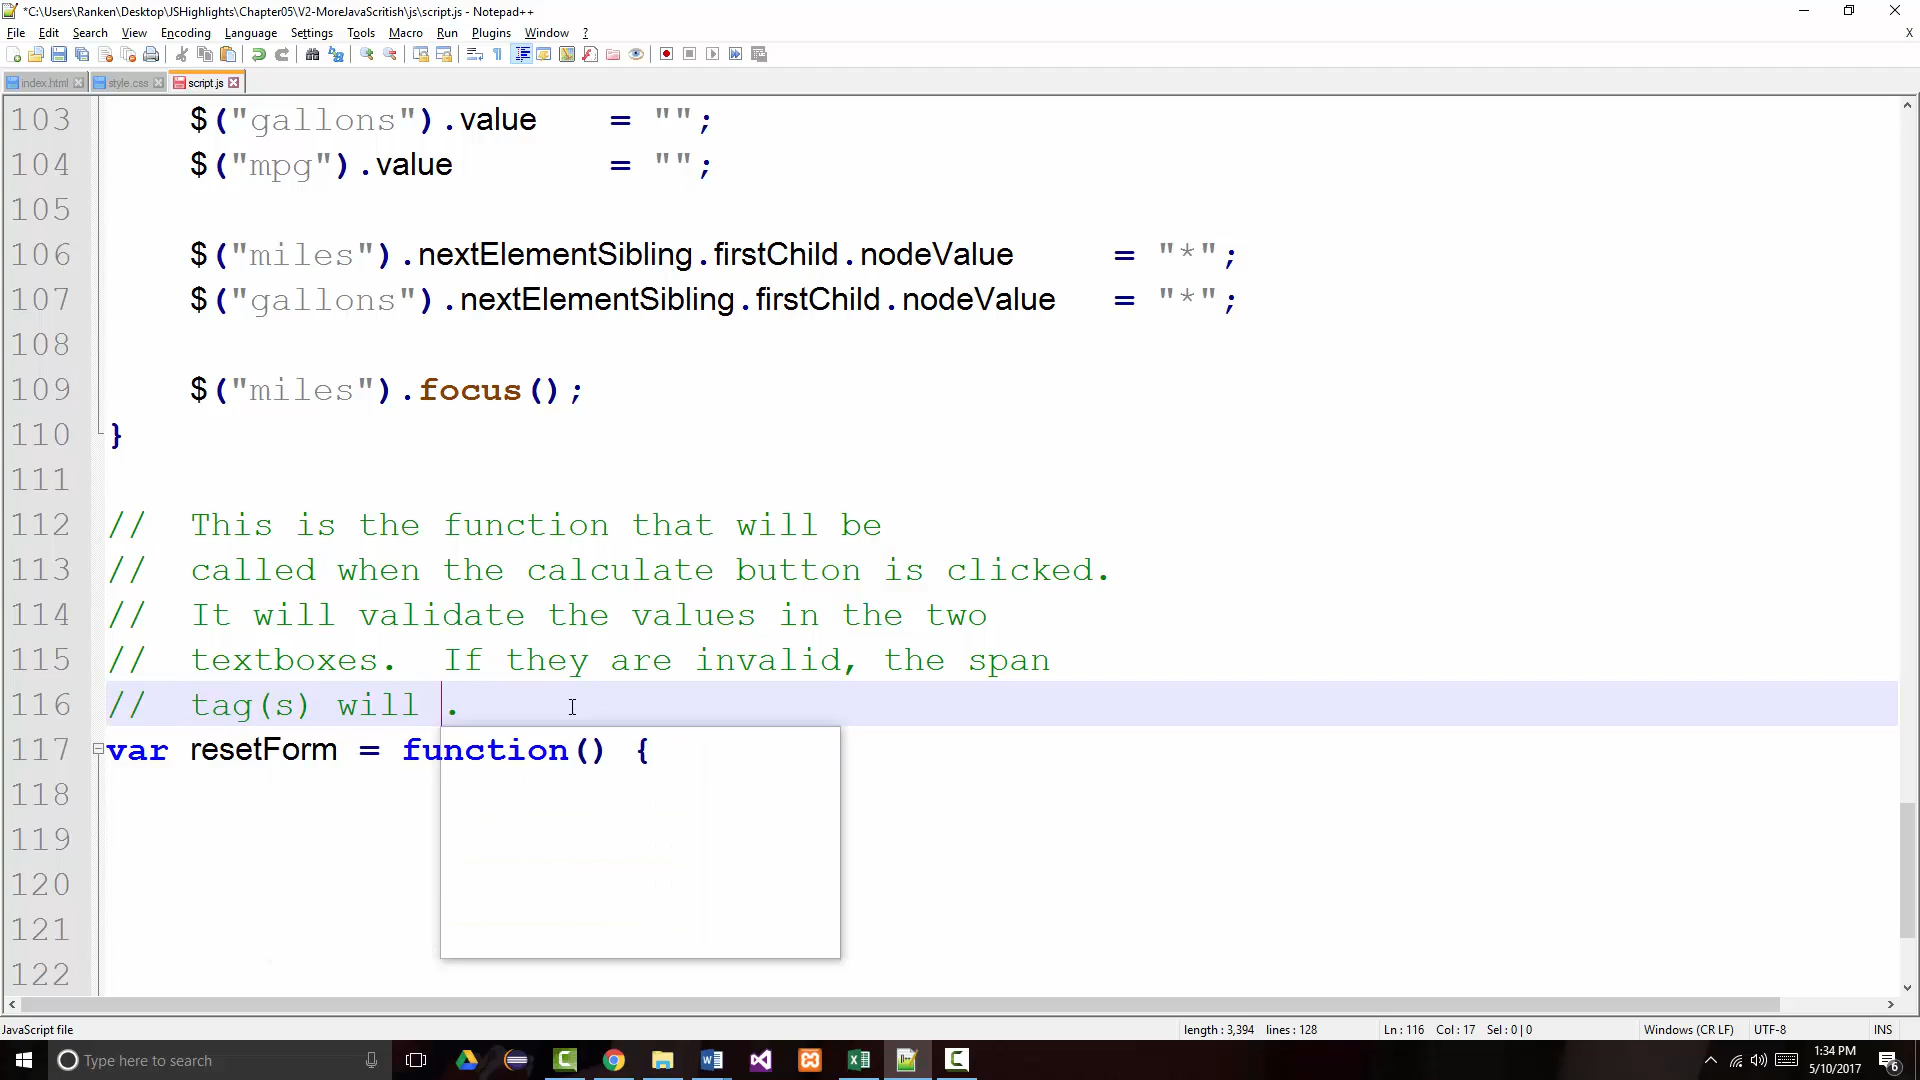 *C:\Users\Ranken\Desktop\JSHighlights\Chapter05\V2-MoreJavaScritish\js\script.js - Notepad++
File Edit Search View Encoding Language Settings Tools Macro Run Plugins Window ? X
index.html style.css script.js
103 $("gallons").value = "";
104 $("mpg").value = "";
105
106 $("miles").nextElementSibling.firstChild.nodeValue = "*";
107 $("gallons").nextElementSibling.firstChild.nodeValue = "*";
108
109 $("miles").focus();
110 }
111
112 // This is the function that will be
113 // called when the calculate button is clicked.
114 // It will validate the values in the two
115 // textboxes. If they are invalid, the span
116 // tag(s) will .
117 var resetForm = function() {
118
119
120
121
122
JavaScript file length : 3,394 lines : 128 Ln : 116 Col : 17 Sel : 0 | 0 Windows (CR LF) UTF-8 INS
Type here to search
1:34 PM
5/10/2017
6